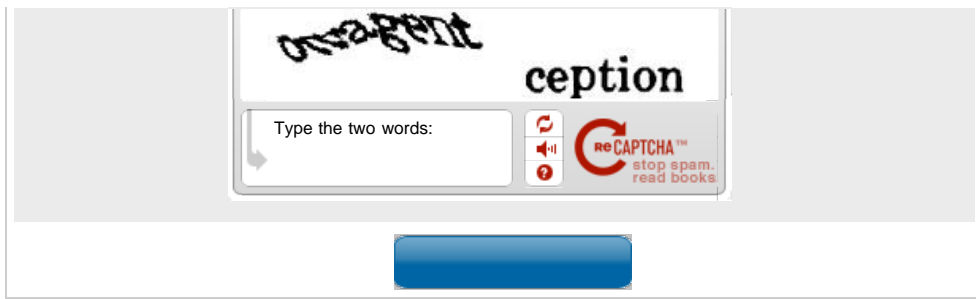 ception
Type the two words:
ReCAPTCHA™
stop spam.
read books